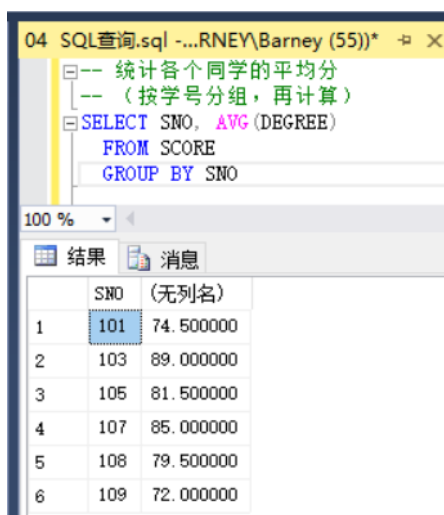 04 SQL查询.sql -...RNEY\Barney (55))*
-- 统计各个同学的平均分
-- （按学号分组，再计算）
SELECT SNO, AVG(DEGREE)
FROM SCORE
GROUP BY SNO
100 %
结果 消息
SNO (无列名)
1 101 74.500000
2 103 89.000000
3 105 81.500000
4 107 85.000000
5 108 79.500000
6 109 72.000000